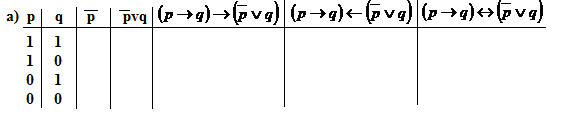 a) p q p̅ p̅vq (p→q)→(p̅∨q) (p→q)←(p̅∨q) (p→q)↔(p̅∨q)
1 1
1 0
0 1
0 0